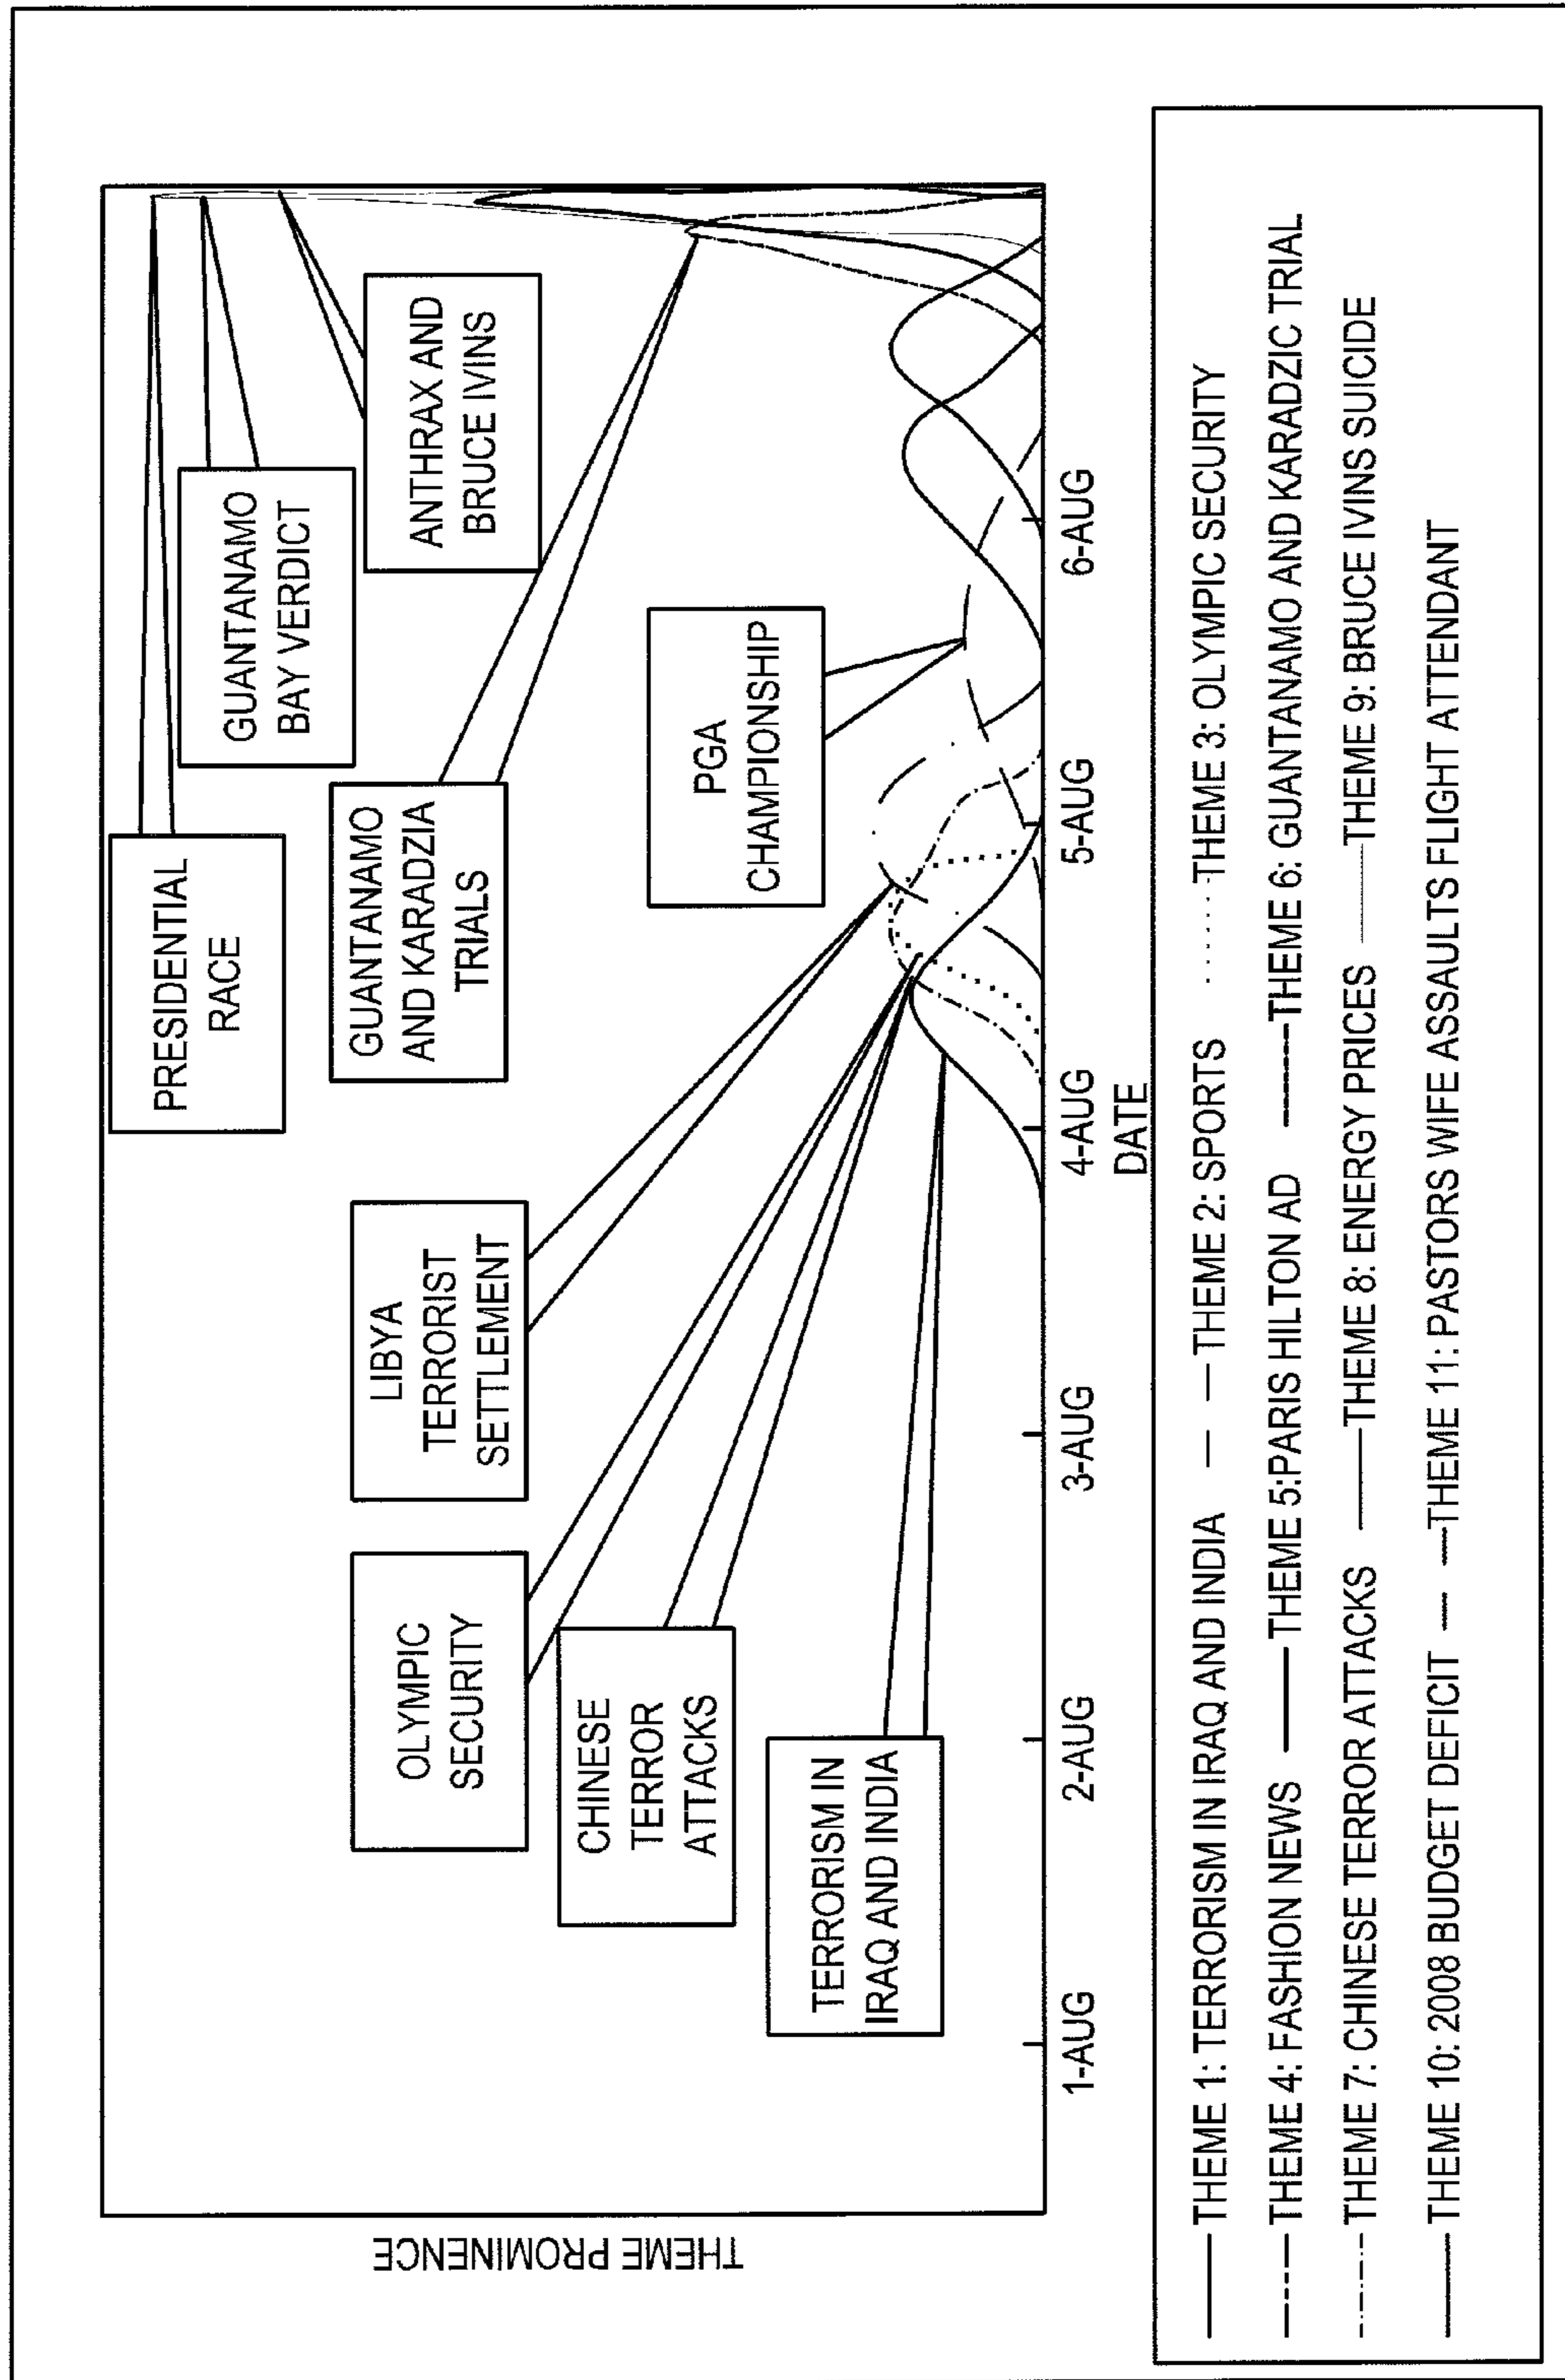 THEME PROMINENCE
PRESIDENTIAL
RACE
GUANTANAMO
BAY VERDICT
ANTHRAX AND
BRUCE IVINS
GUANTANAMO
AND KARADZIA
TRIALS
LIBYA
TERRORIST
SETTLEMENT
OLYMPIC
SECURITY
CHINESE
TERROR
ATTACKS
TERRORISM IN
IRAQ AND INDIA
PGA
CHAMPIONSHIP
1-AUG 2-AUG 3-AUG 4-AUG 5-AUG 6-AUG
DATE
THEME 1: TERRORISM IN IRAQ AND INDIA THEME 2: SPORTS THEME 3: OLYMPIC SECURITY
THEME 4: FASHION NEWS THEME 5:PARIS HILTON AD THEME 6: GUANTANAMO AND KARADZIC TRIAL
THEME 7: CHINESE TERROR ATTACKS THEME 8: ENERGY PRICES THEME 9: BRUCE IVINS SUICIDE
THEME 10: 2008 BUDGET DEFICIT THEME 11: PASTORS WIFE ASSAULTS FLIGHT ATTENDANT